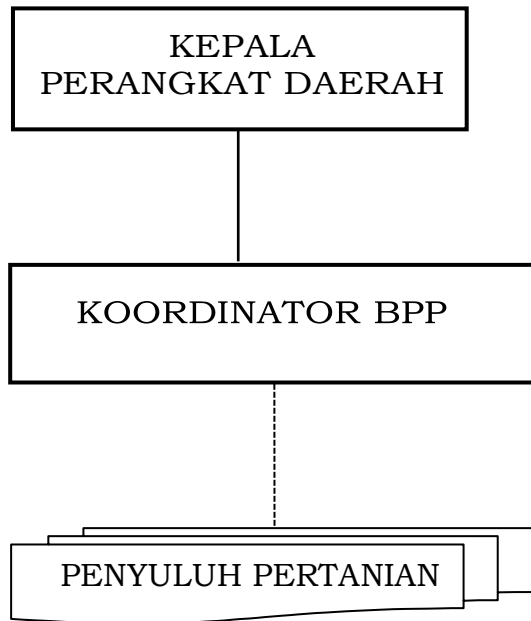 KEPALA
PERANGKAT DAERAH
KOORDINATOR BPP
PENYULUH PERTANIAN